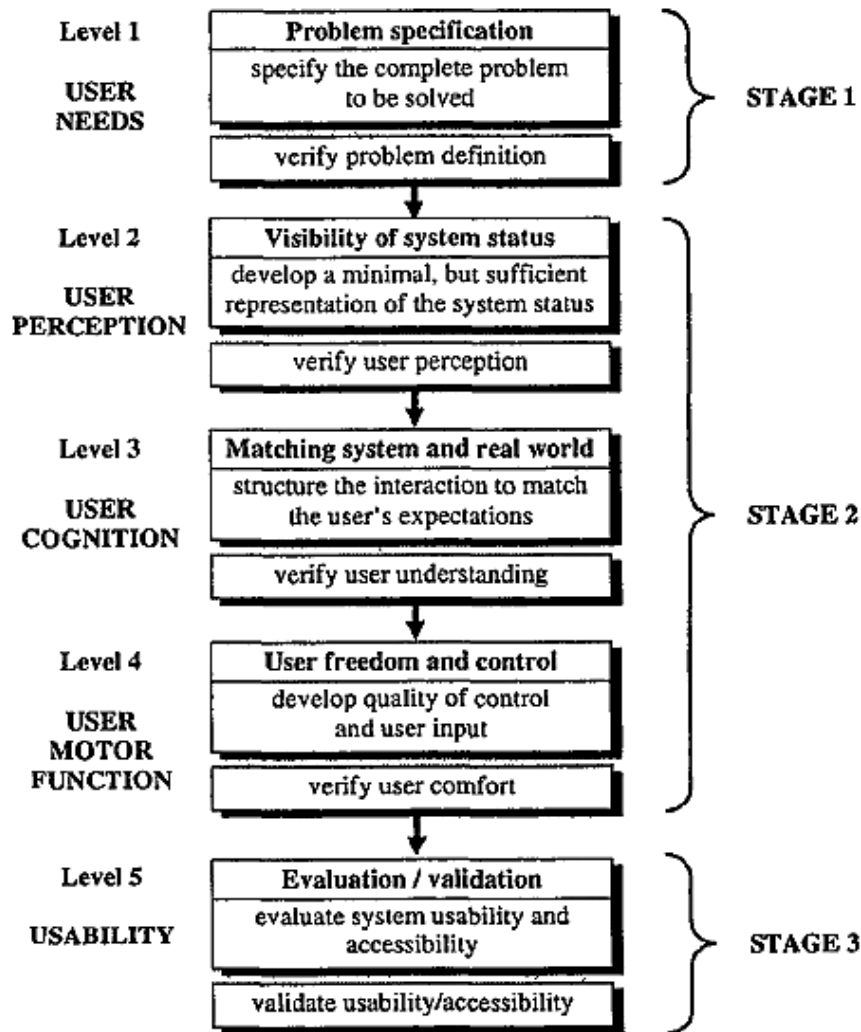 Level 1
USER
NEEDS
Problem specification
specify the complete problem
to be solved
verify problem definition
STAGE 1
Level 2
USER
PERCEPTION
Visibility of system status
develop a minimal, but sufficient
representation of the system status
verify user perception
Level 3
USER
COGNITION
Matching system and real world
structure the interaction to match
the user's expectations
verify user understanding
STAGE 2
Level 4
USER
MOTOR
FUNCTION
User freedom and control
develop quality of control
and user input
verify user comfort
Level 5
USABILITY
Evaluation / validation
evaluate system usability and
accessibility
validate usability/accessibility
STAGE 3